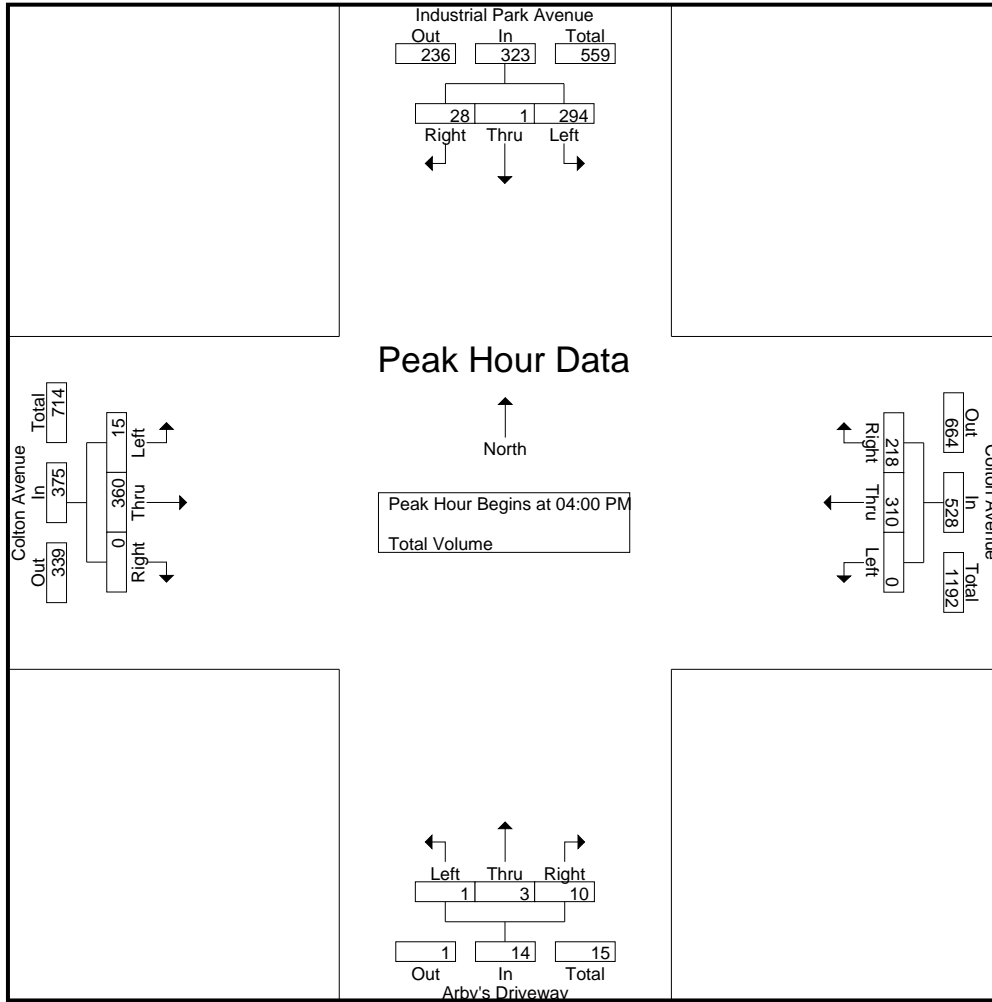 Industrial Park Avenue
Out In Total
236 323 559
28 1 294
Right Thru Left
Peak Hour Data
North
Peak Hour Begins at 04:00 PM
Total Volume
Colton Avenue
Total In Out
714 375 339
15 360 0
Left Thru Right
Colton Avenue
Out In Total
664 528 1192
218 310 0
Right Thru Left
Left Thru Right
1 3 10
1 14 15
Out In Total
Arby's Driveway